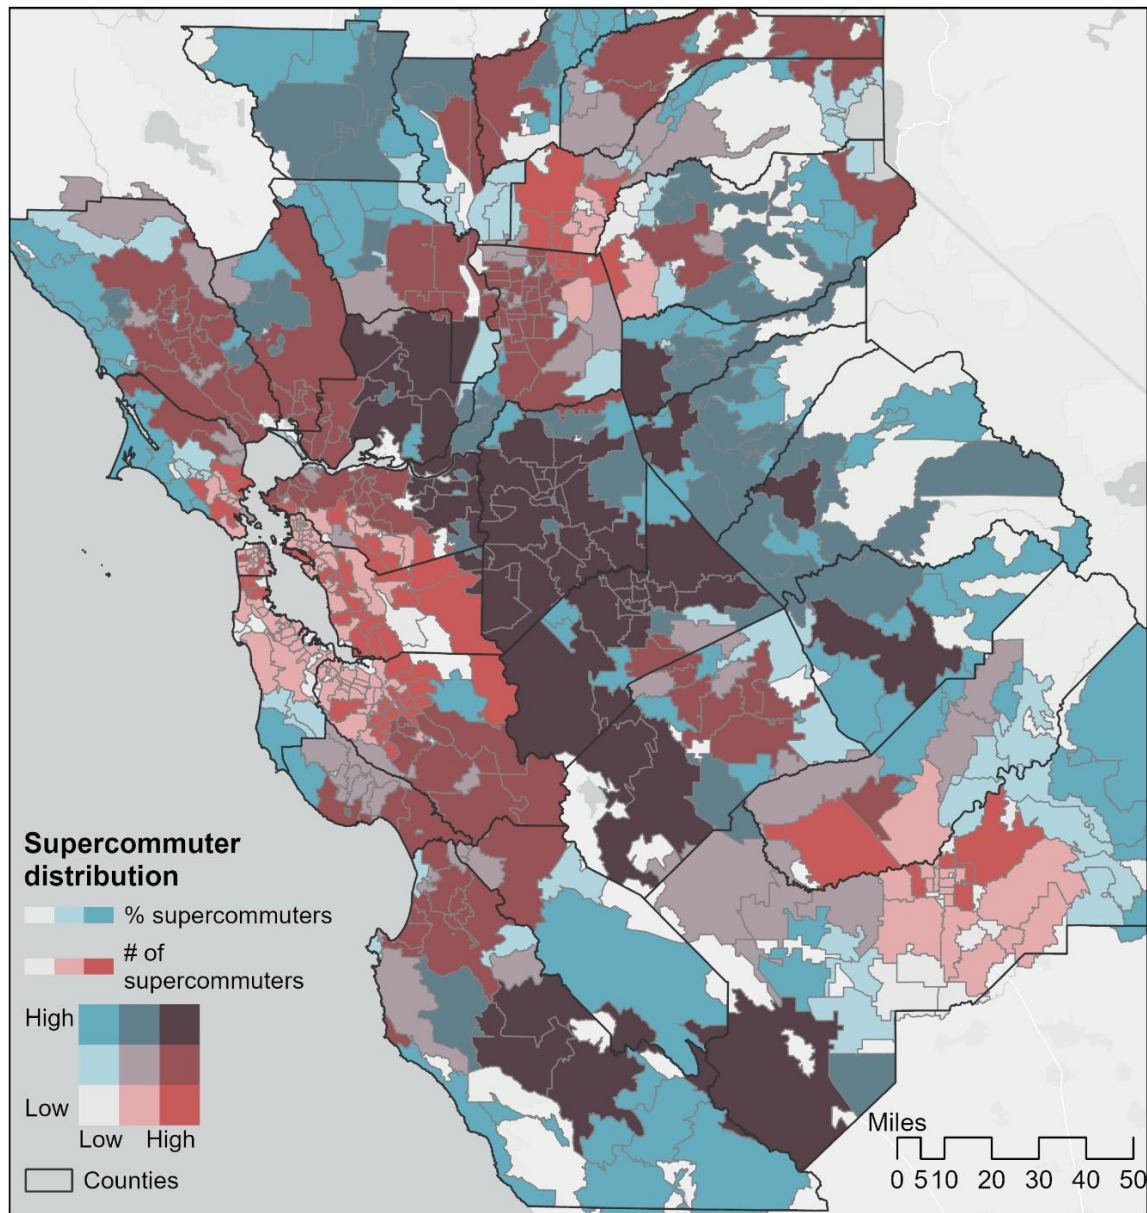 Supercommuter
distribution
% supercommuters
# of
supercommuters
High
Low
Low High
Counties
Miles
0 5 10 20 30 40 50